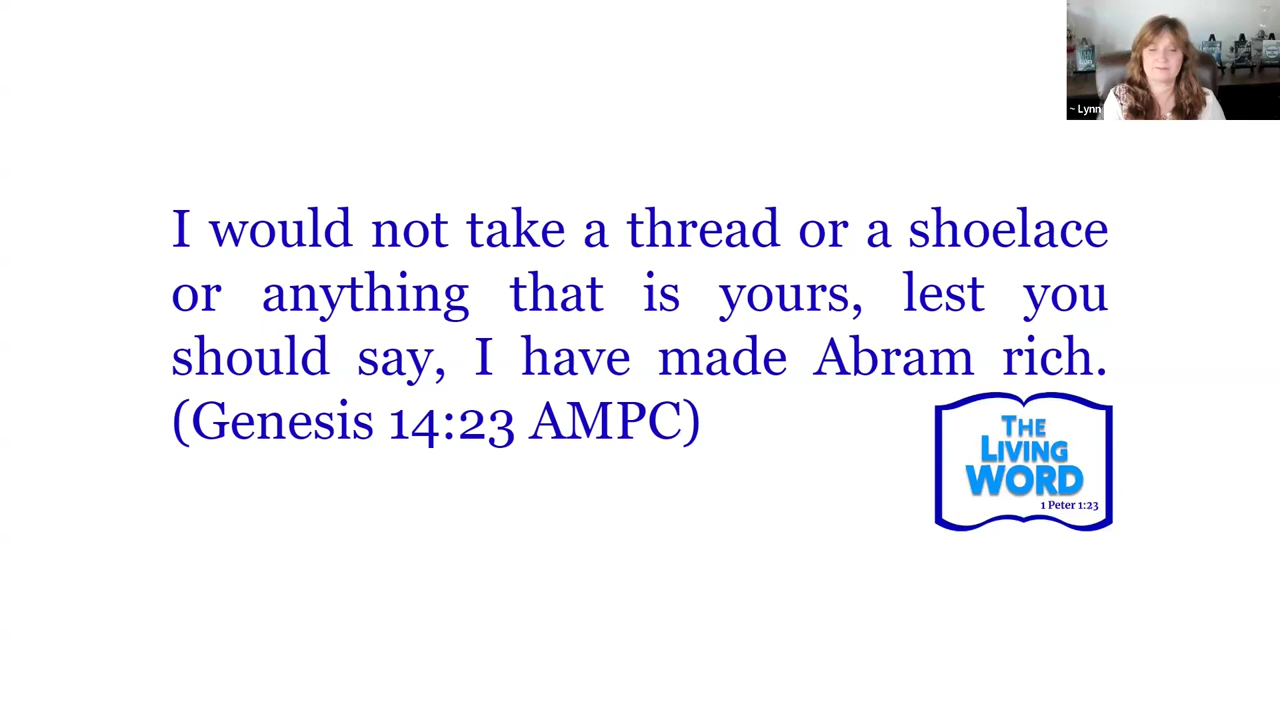 ~ Lynn
I would not take a thread or a shoelace
or anything that is yours, lest you
should say, I have made Abram rich.
(Genesis 14:23 AMPC)
THE
LIVING
WORD
1 Peter 1:23